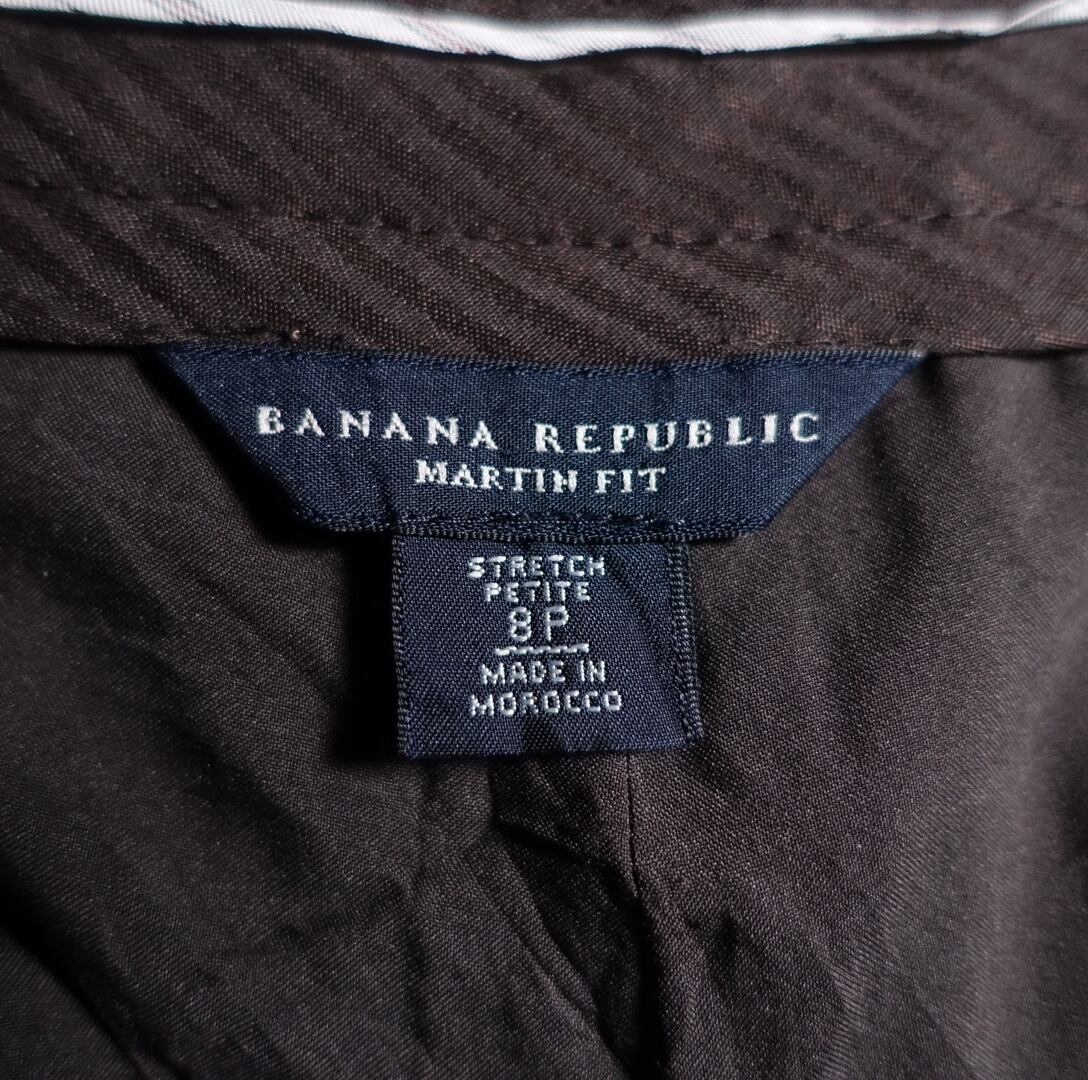 BANANA REPUBLIC
MARTIN FIT
STRETCH
PETITE
8P
MADE IN
MOROCCO